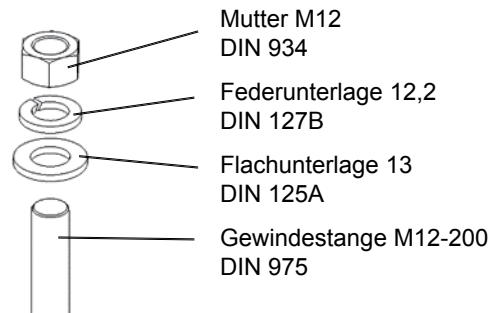 Mutter M12
DIN 934
Federunterlage 12,2
DIN 127B
Flachunterlage 13
DIN 125A
Gewindestange M12-200
DIN 975